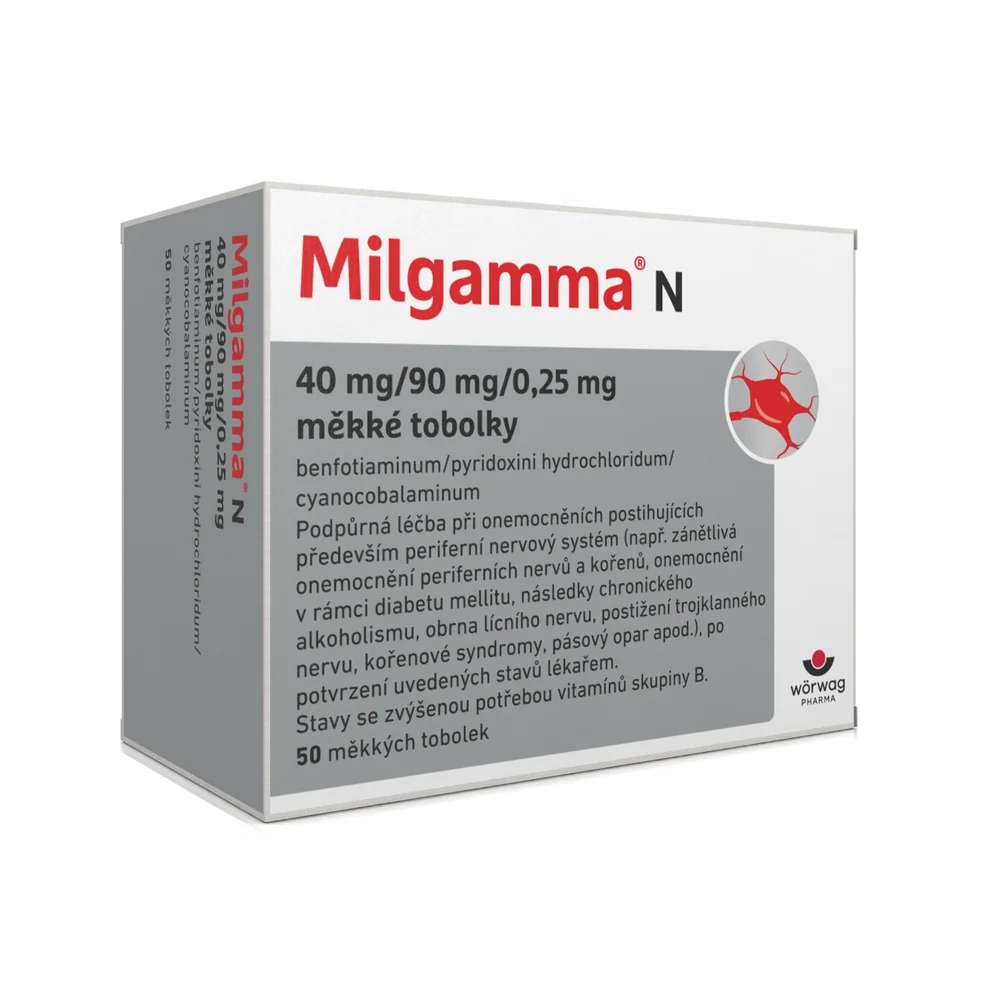 Milgamma® N
40 mg/90 mg/0,25 mg
měkké tobolky
benfotiaminum/pyridoxini hydrochloridum/
cyanocobalaminum
Podpůrná léčba při onemocněních postihujících
především periferní nervový systém (např. zánětlivá
onemocnění periferních nervů a kořenů, onemocnění
v rámci diabetu mellitu, následky chronického
alkoholismu, obrna lícního nervu, postižení trojklanného
nervu, kořenové syndromy, pásový opar apod.), po
potvrzení uvedených stavů lékařem.
Stavy se zvýšenou potřebou vitamínů skupiny B.
50 měkkých tobolek
wörwag
PHARMA
Milgamma® N
40 mg/90 mg/0,25 mg
měkké tobolky
benfotiaminum/pyridoxini hydrochloridum/
cyanocobalaminum
50 měkkých tobolek